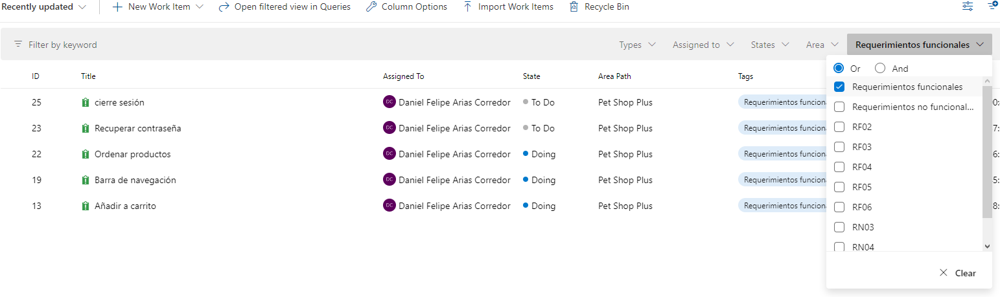 Recently updated New Work Item Open filtered view in Queries Column Options Import Work Items Recycle Bin
Filter by keyword Types Assigned to States Area Requerimientos funcionales
Or And
ID Title Assigned To State Area Path Tags
Requerimientos funcionales
25 cierre sesión DC Daniel Felipe Arias Corredor To Do Pet Shop Plus Requerimientos funciona
Requerimientos no funcional...
23 Recuperar contraseña DC Daniel Felipe Arias Corredor To Do Pet Shop Plus Requerimientos funciona
RF02
RF03
22 Ordenar productos DC Daniel Felipe Arias Corredor Doing Pet Shop Plus Requerimientos funciona
RF04
19 Barra de navegación DC Daniel Felipe Arias Corredor Doing Pet Shop Plus Requerimientos funciona
RF05
13 Añadir a carrito DC Daniel Felipe Arias Corredor Doing Pet Shop Plus Requerimientos funciona
RF06
RN03
RN04
Clear